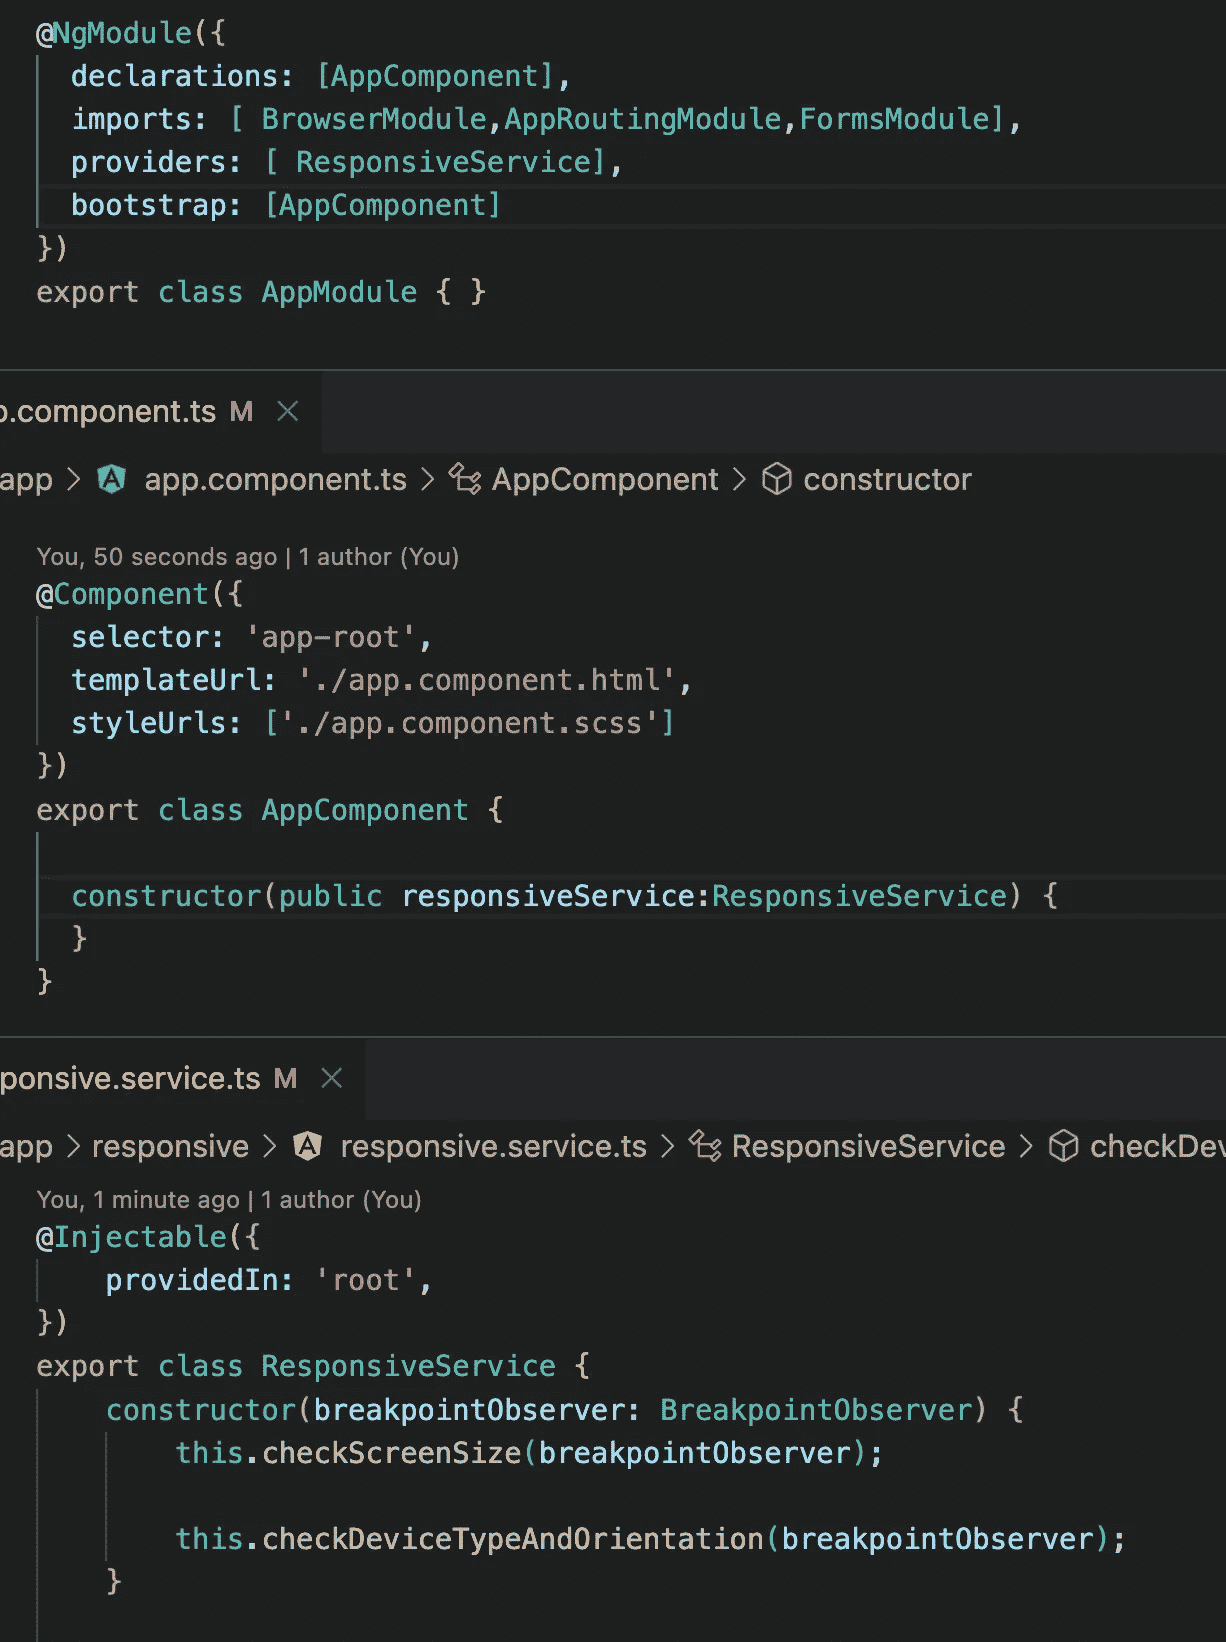 @NgModule({
declarations: [AppComponent],
imports: [ BrowserModule,AppRoutingModule,FormsModule],
providers: [ ResponsiveService],
bootstrap: [AppComponent]
})
export class AppModule { }
p.component.ts M ×
app > app.component.ts > AppComponent > constructor
You, 50 seconds ago | 1 author (You)
@Component({
selector: 'app-root',
templateUrl: './app.component.html',
styleUrls: ['./app.component.scss']
})
export class AppComponent {
constructor(public responsiveService:ResponsiveService) {
}
}
ponsive.service.ts M ×
app > responsive > responsive.service.ts > ResponsiveService > checkDev
You, 1 minute ago | 1 author (You)
@Injectable({
providedIn: 'root',
})
export class ResponsiveService {
constructor(breakpointObserver: BreakpointObserver) {
this.checkScreenSize(breakpointObserver);
this.checkDeviceTypeAndOrientation(breakpointObserver);
}